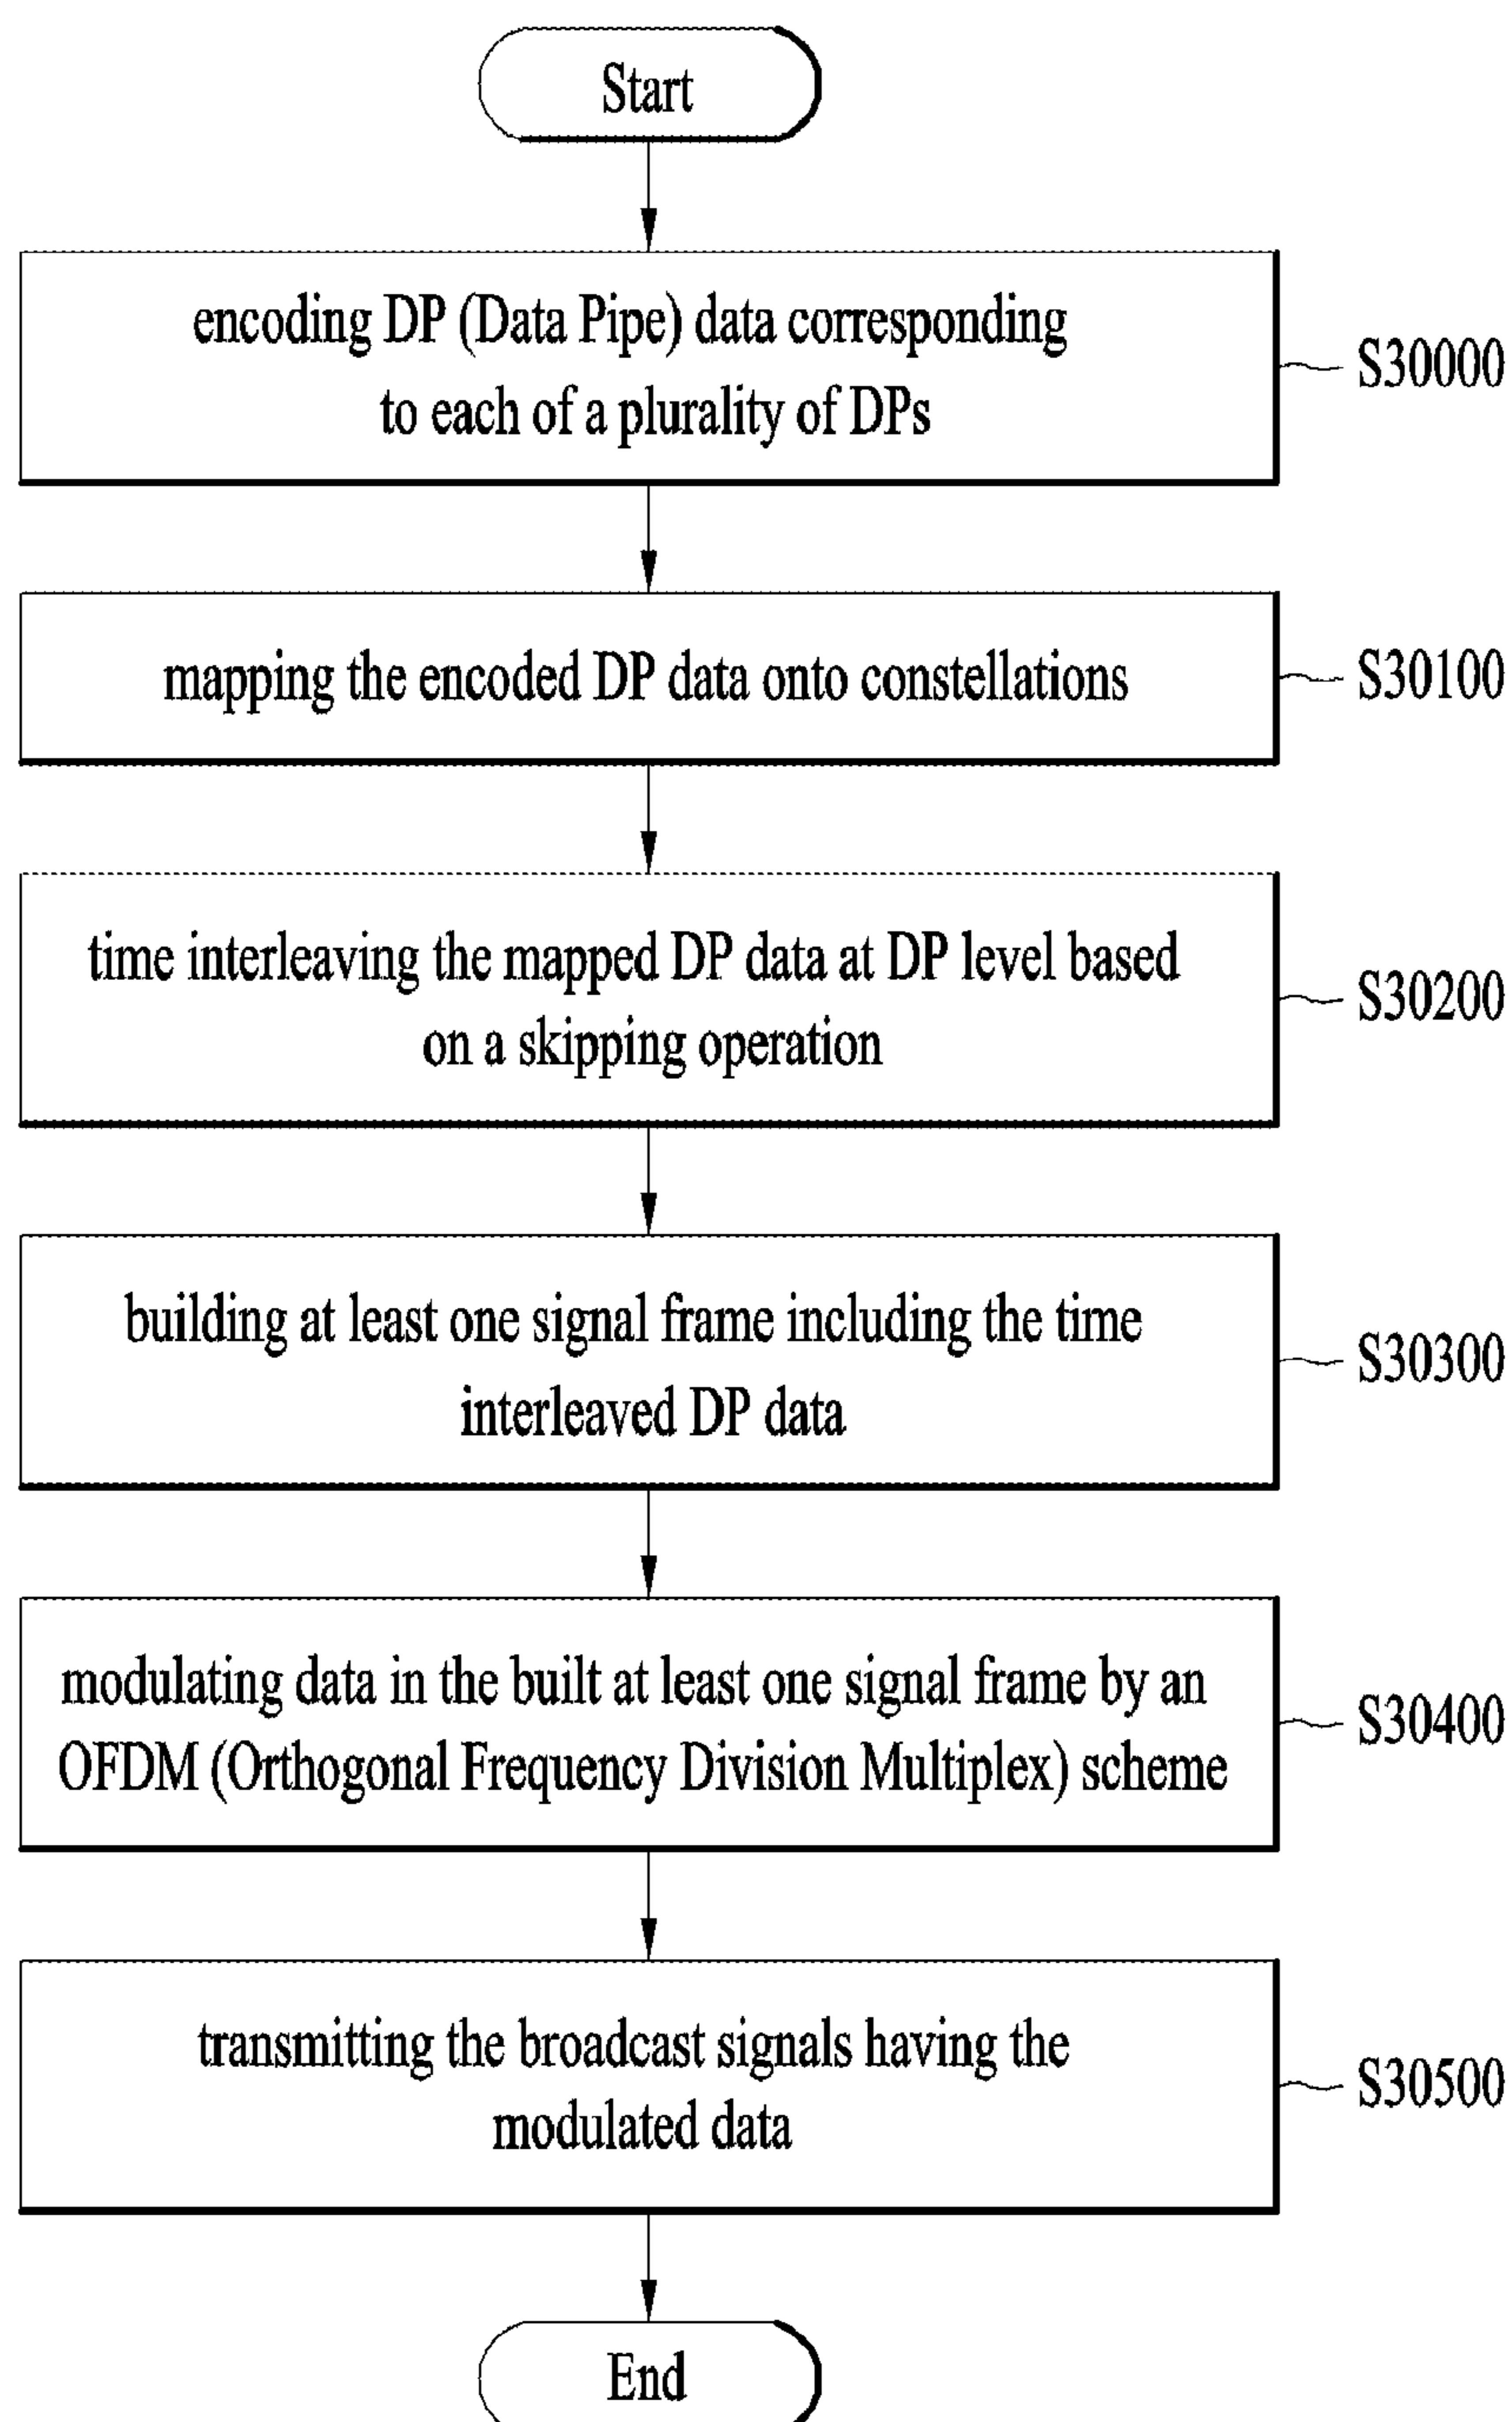 Start
encoding DP (Data Pipe) data corresponding
to each of a plurality of DPs
S30000
mapping the encoded DP data onto constellations
S30100
time interleaving the mapped DP data at DP level based
on a skipping operation
S30200
building at least one signal frame including the time
interleaved DP data
S30300
modulating data in the built at least one signal frame by an
OFDM (Orthogonal Frequency Division Multiplex) scheme
S30400
transmitting the broadcast signals having the
modulated data
S30500
End